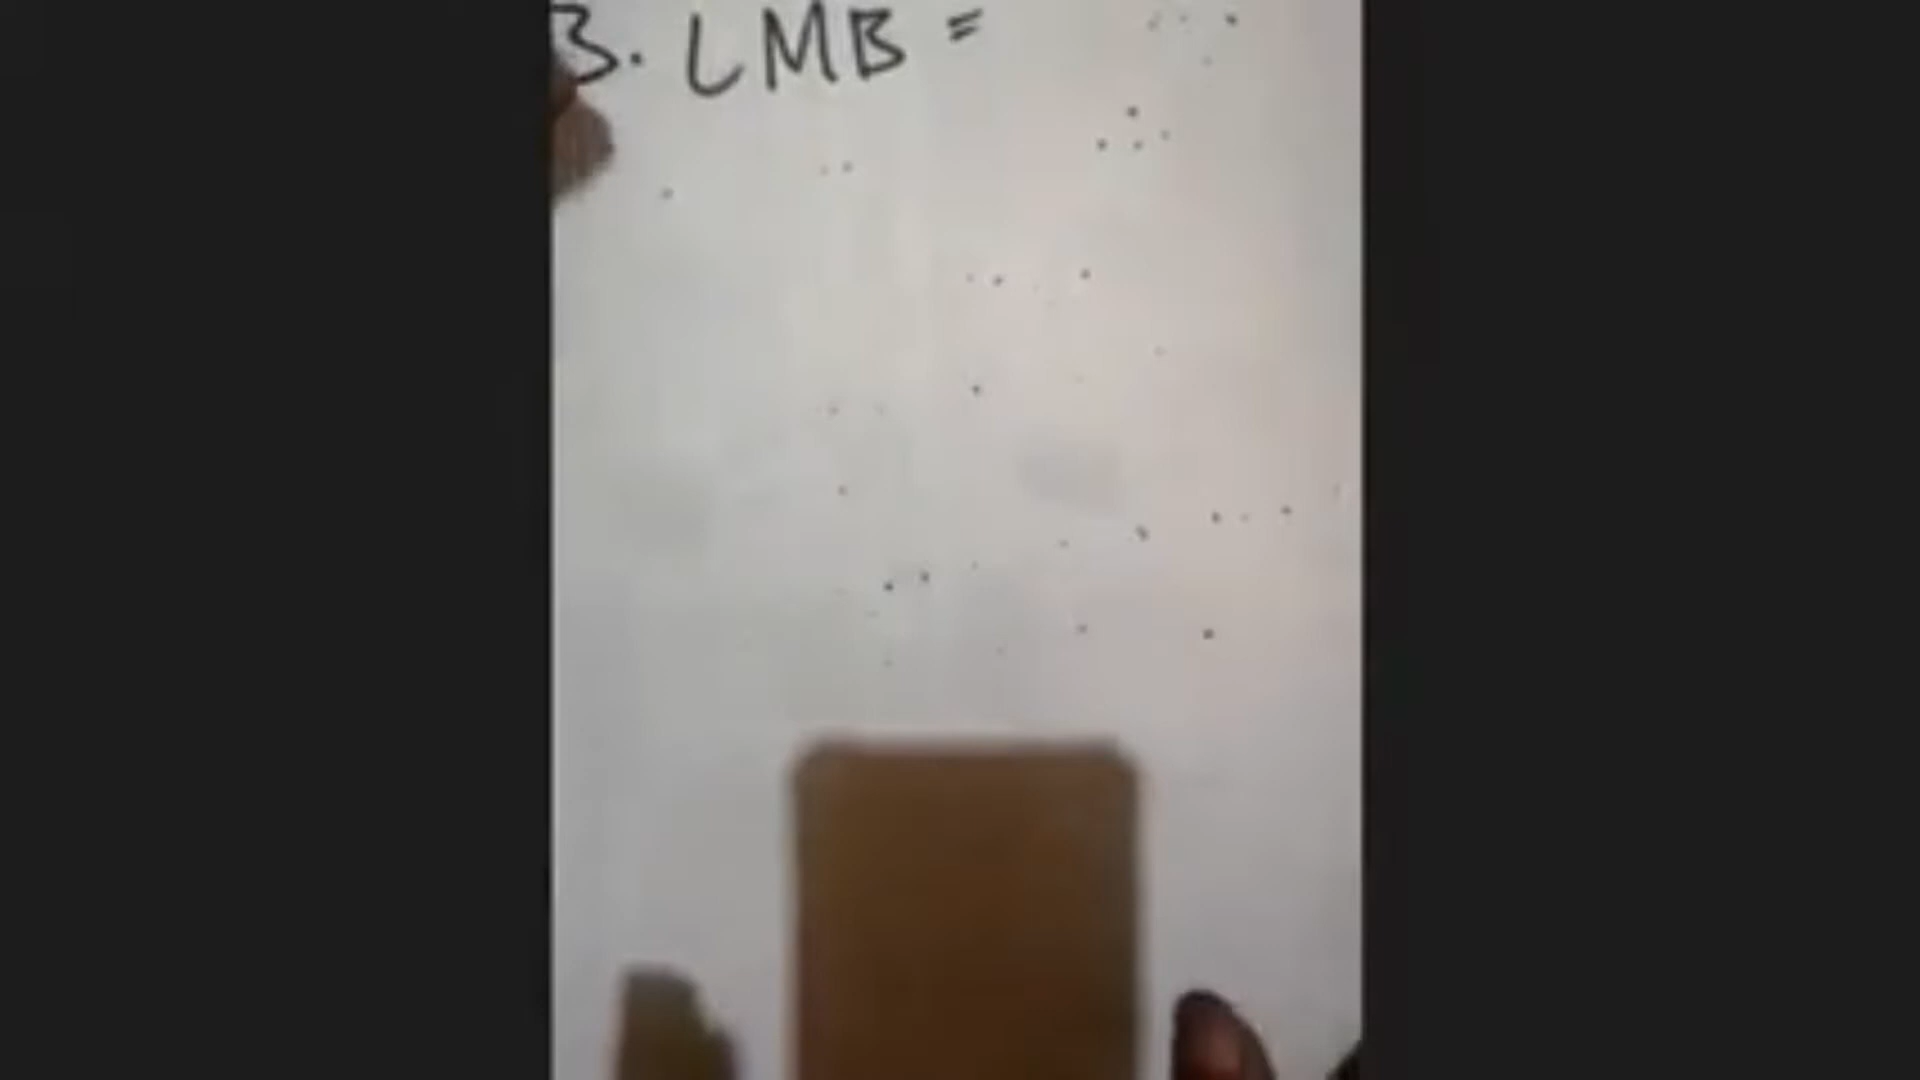 3. LMB =